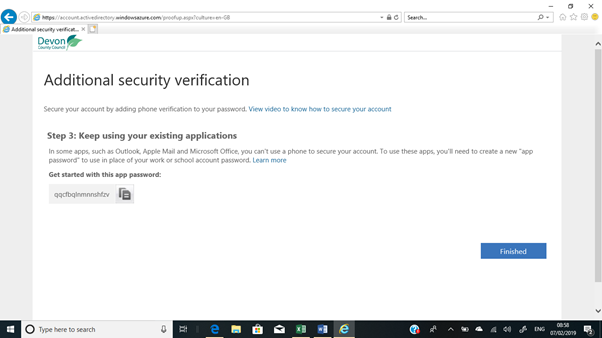 https://account.activedirectory.windowsazure.com/proofup.aspx?culture=en-GB
Search...
Additional security verificat...
Devon
County Council
Additional security verification
Secure your account by adding phone verification to your password. View video to know how to secure your account
Step 3: Keep using your existing applications
In some apps, such as Outlook, Apple Mail and Microsoft Office, you can't use a phone to secure your account. To use these apps, you'll need to create a new "app
password" to use in place of your work or school account password. Learn more
Get started with this app password:
Finished
Type here to search
ENG
08:58
07/02/2019